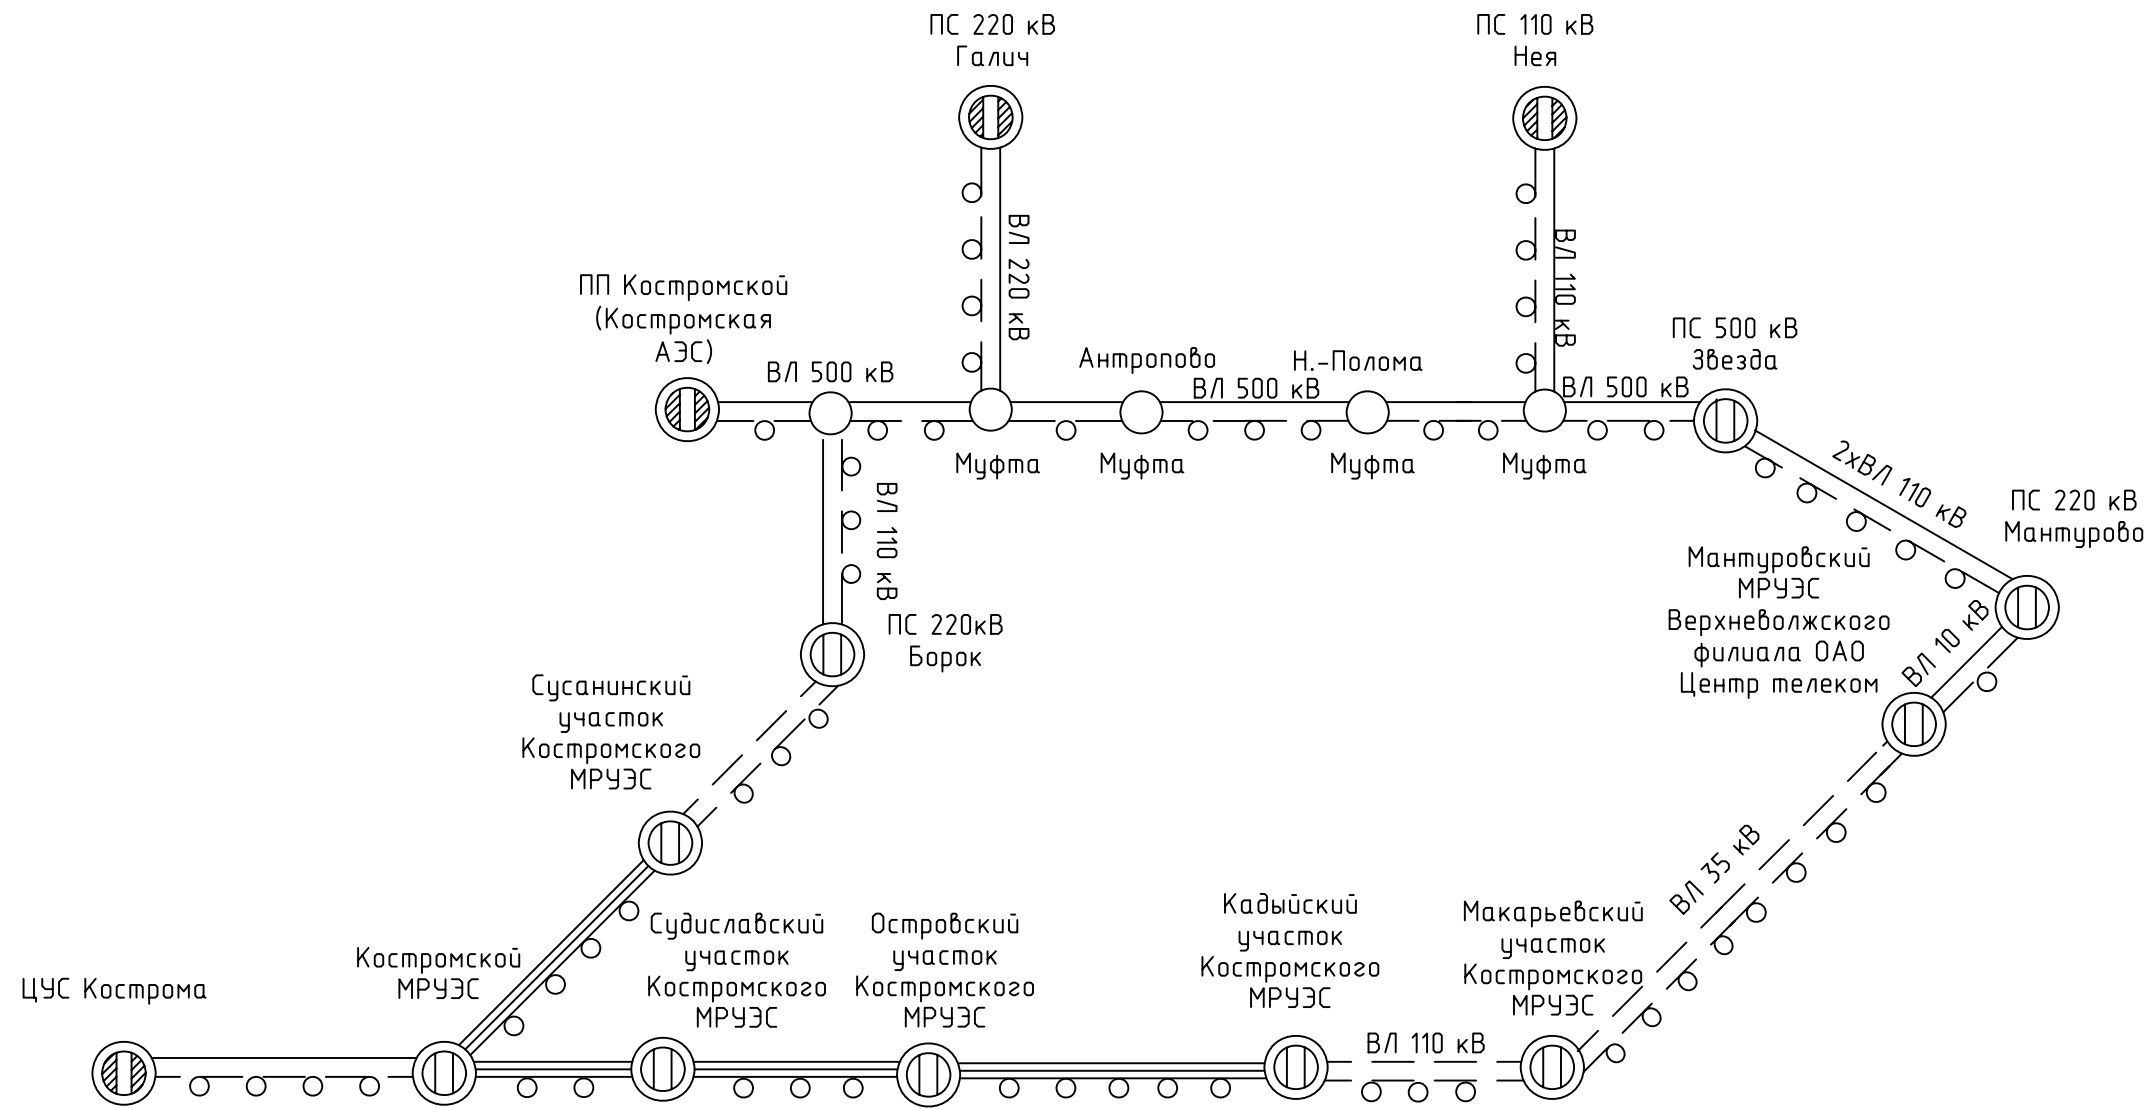 ПС 220 кВ
Галич
ПС 110 кВ
Нея
ВЛ 220 кВ
ВЛ 110 кВ
ПП Костромской
(Костромская
АЭС)
ВЛ 500 кВ
Антропово
ВЛ 500 кВ
Н.-Полома
ВЛ 500 кВ
ПС 500 кВ
Звезда
Муфта
Муфта
Муфта
Муфта
2хВЛ 110 кВ
ПС 220 кВ
Мантурово
ВЛ 110 кВ
Мантуровский
МРУЭС
Верхневолжского
филиала ОАО
Центр телеком
ВЛ 10 кВ
ПС 220кВ
Борок
Сусанинский
участок
Костромского
МРУЭС
ВЛ 35 кВ
ЦУС Кострома
Костромской
МРУЭС
Судиславский
участок
Костромского
МРУЭС
Островский
участок
Костромского
МРУЭС
Кадыйский
участок
Костромского
МРУЭС
ВЛ 110 кВ
Макарьевский
участок
Костромского
МРУЭС